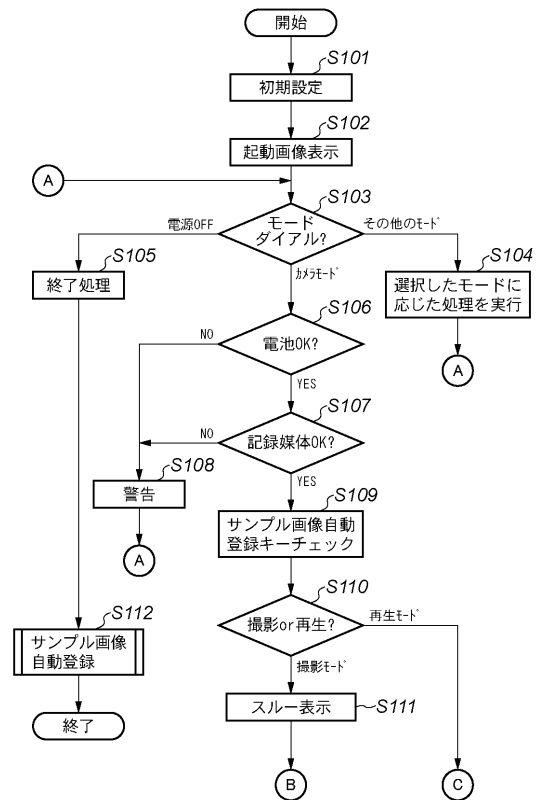 開始
S101
初期設定
S102
起動画像表示
A
S103
モード
ダイアル?
電源OFF
その他のモード
カメラモード
S105
終了処理
S104
選択したモードに
応じた処理を実行
A
S106
電池OK?
NO
YES
S107
記録媒体OK?
NO
YES
S108
警告
A
S109
サンプル画像自動
登録キーチェック
S110
撮影or再生?
再生モード
撮影モード
S112
サンプル画像
自動登録
終了
スルー表示
S111
B
C